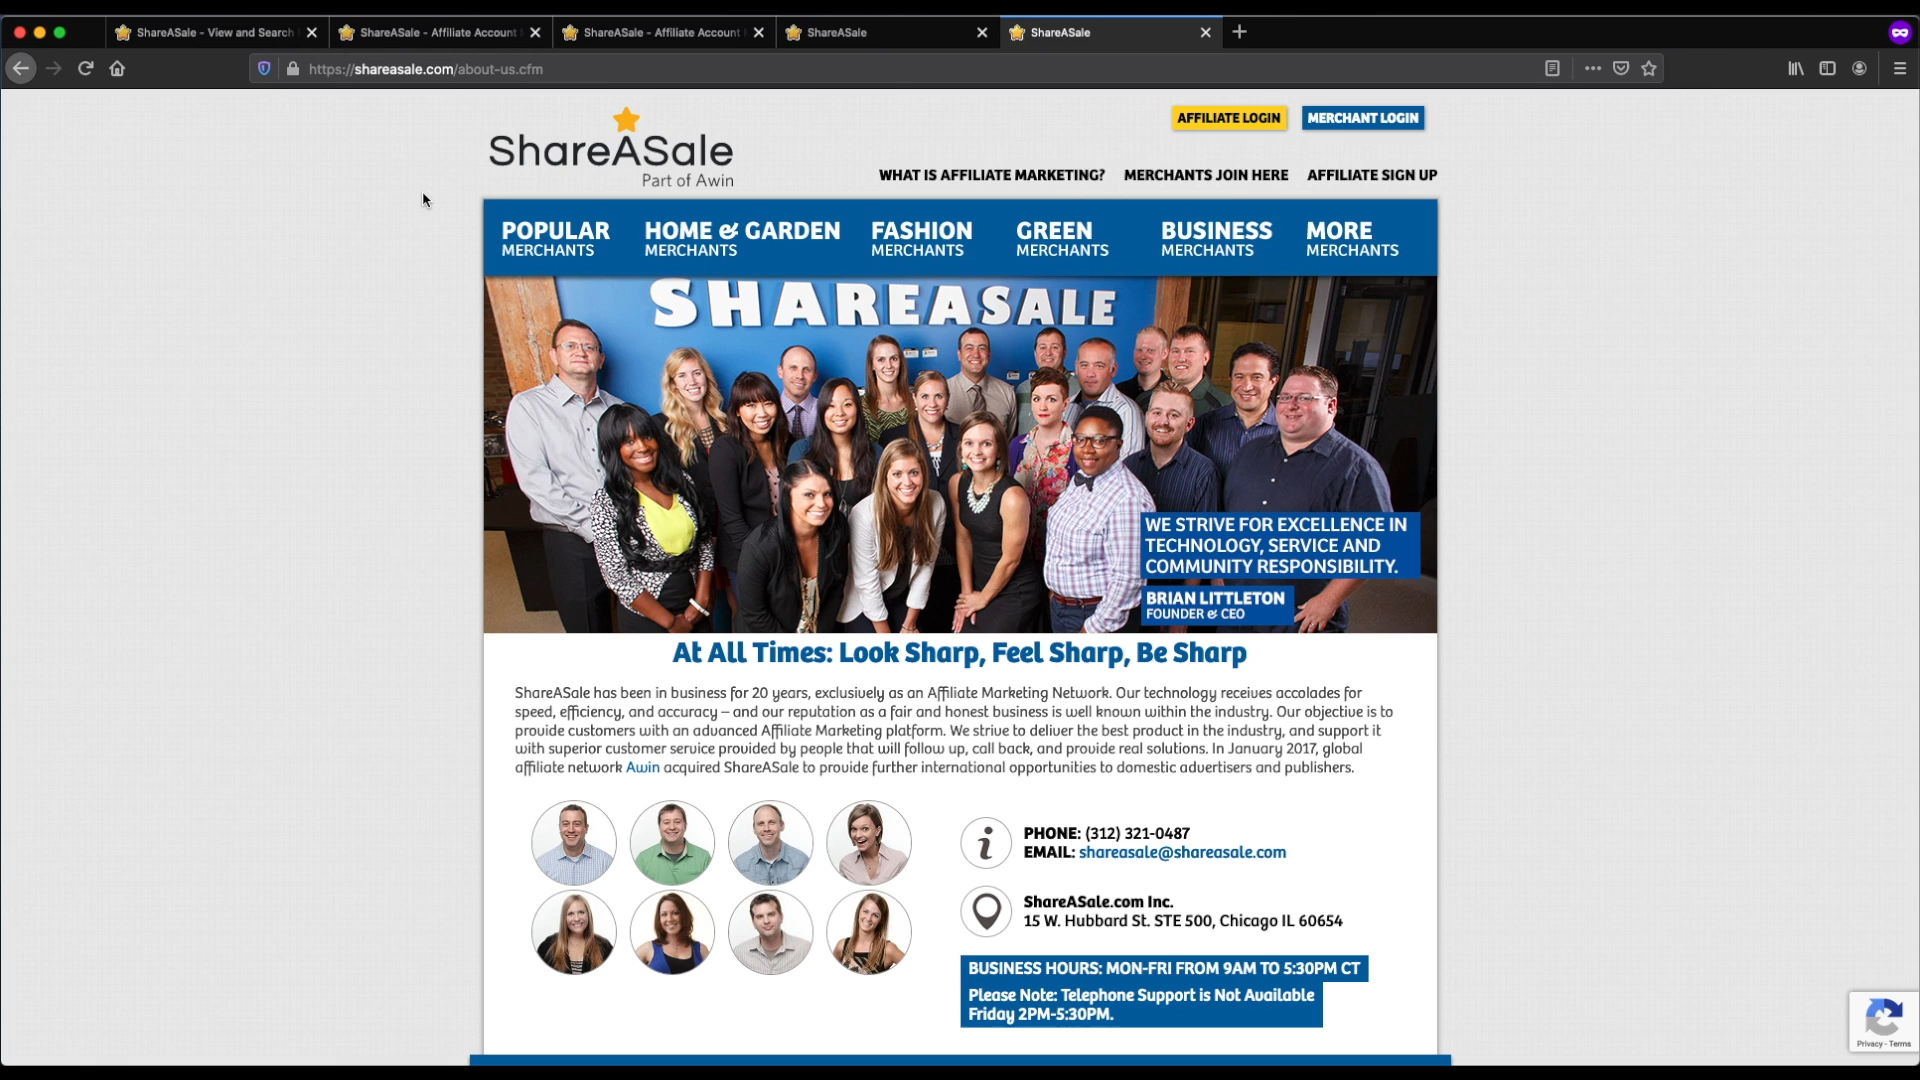 ShareASale - View and Search
ShareASale - Affiliate Account
ShareASale - Affiliate Account
ShareASale
ShareASale
https://shareasale.com/about-us.cfm
AFFILIATE LOGIN
MERCHANT LOGIN
ShareASale
Part of Awin
WHAT IS AFFILIATE MARKETING?
MERCHANTS JOIN HERE
AFFILIATE SIGN UP
POPULAR
MERCHANTS
HOME & GARDEN
MERCHANTS
FASHION
MERCHANTS
GREEN
MERCHANTS
BUSINESS
MERCHANTS
MORE
MERCHANTS
SHAREASALE
WE STRIVE FOR EXCELLENCE IN
TECHNOLOGY, SERVICE AND
COMMUNITY RESPONSIBILITY.
BRIAN LITTLETON
FOUNDER & CEO
At All Times: Look Sharp, Feel Sharp, Be Sharp
ShareASale has been in business for 20 years, exclusively as an Affiliate Marketing Network. Our technology receives accolades for
speed, efficiency, and accuracy – and our reputation as a fair and honest business is well known within the industry. Our objective is to
provide customers with an advanced Affiliate Marketing platform. We strive to deliver the best product in the industry, and support it
with superior customer service provided by people that will follow up, call back, and provide real solutions. In January 2017, global
affiliate network Awin acquired ShareASale to provide further international opportunities to domestic advertisers and publishers.
PHONE: (312) 321-0487
EMAIL: shareasale@shareasale.com
ShareASale.com Inc.
15 W. Hubbard St. STE 500, Chicago IL 60654
BUSINESS HOURS: MON-FRI FROM 9AM TO 5:30PM CT
Please Note: Telephone Support is Not Available
Friday 2PM-5:30PM.
Privacy - Terms